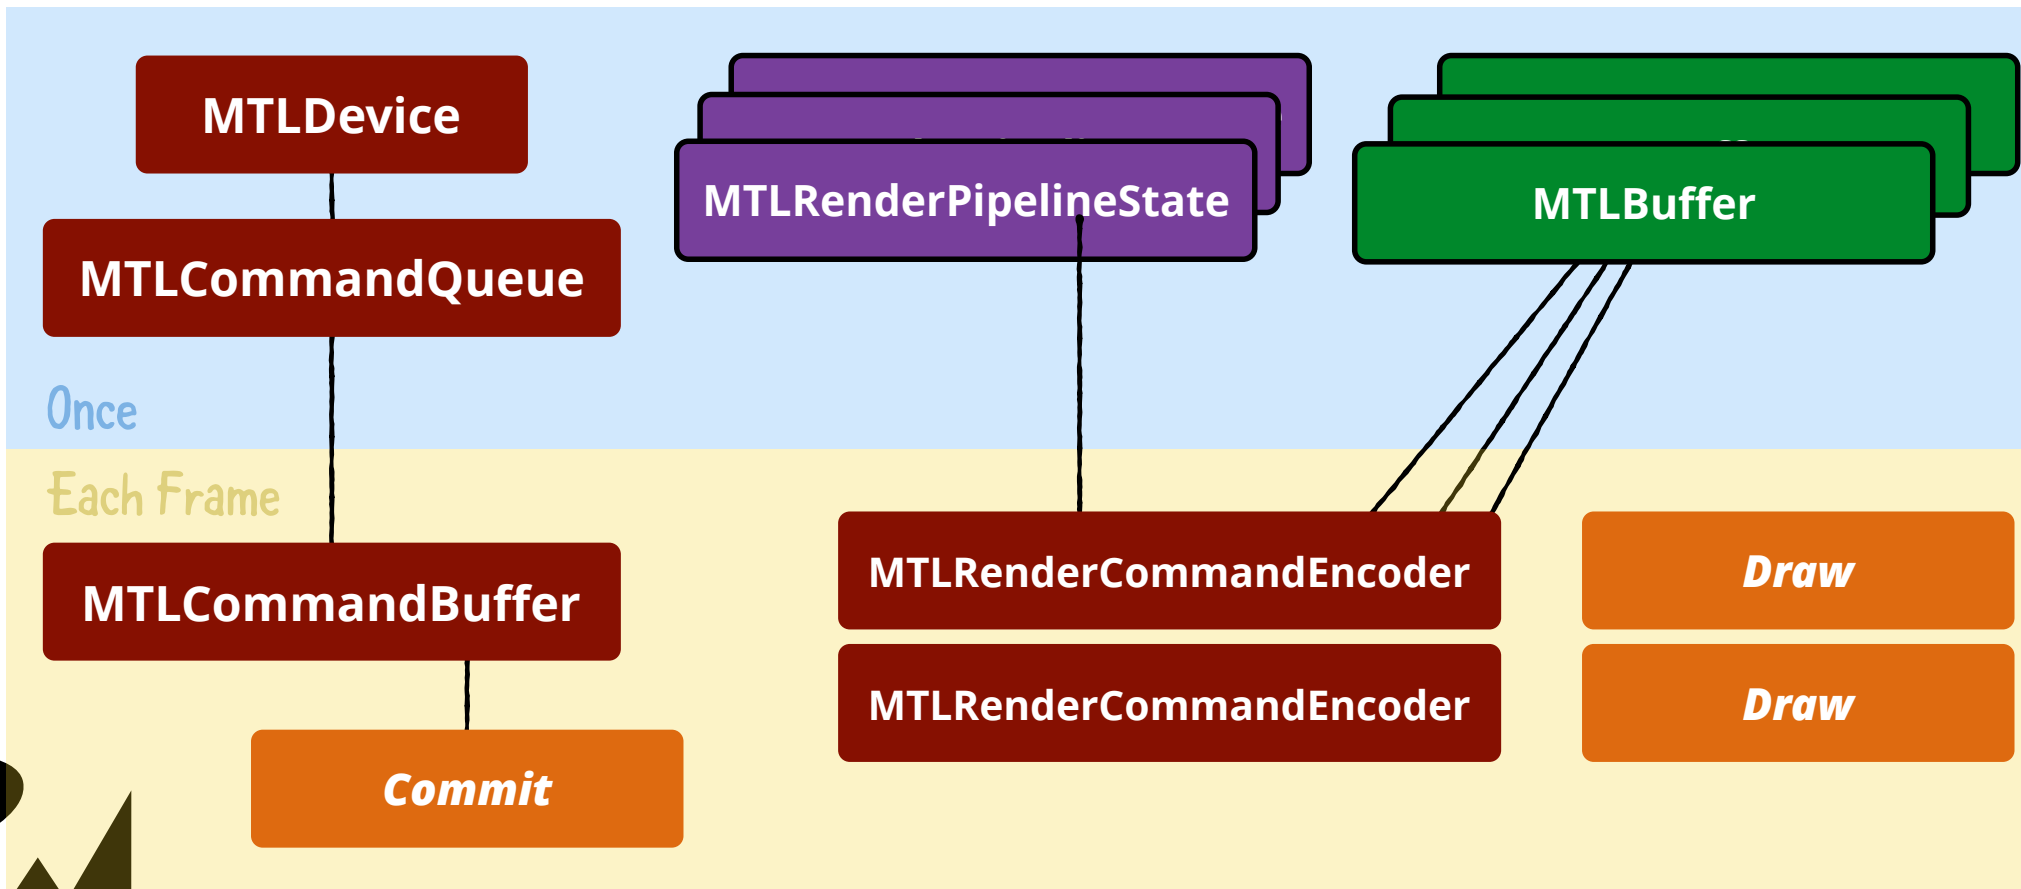 MTLDevice
MTLRenderPipelineState
MTLBuffer
MTLCommandQueue
Once
Each Frame
MTLCommandBuffer
MTLRenderCommandEncoder
Draw
MTLRenderCommandEncoder
Draw
Commit